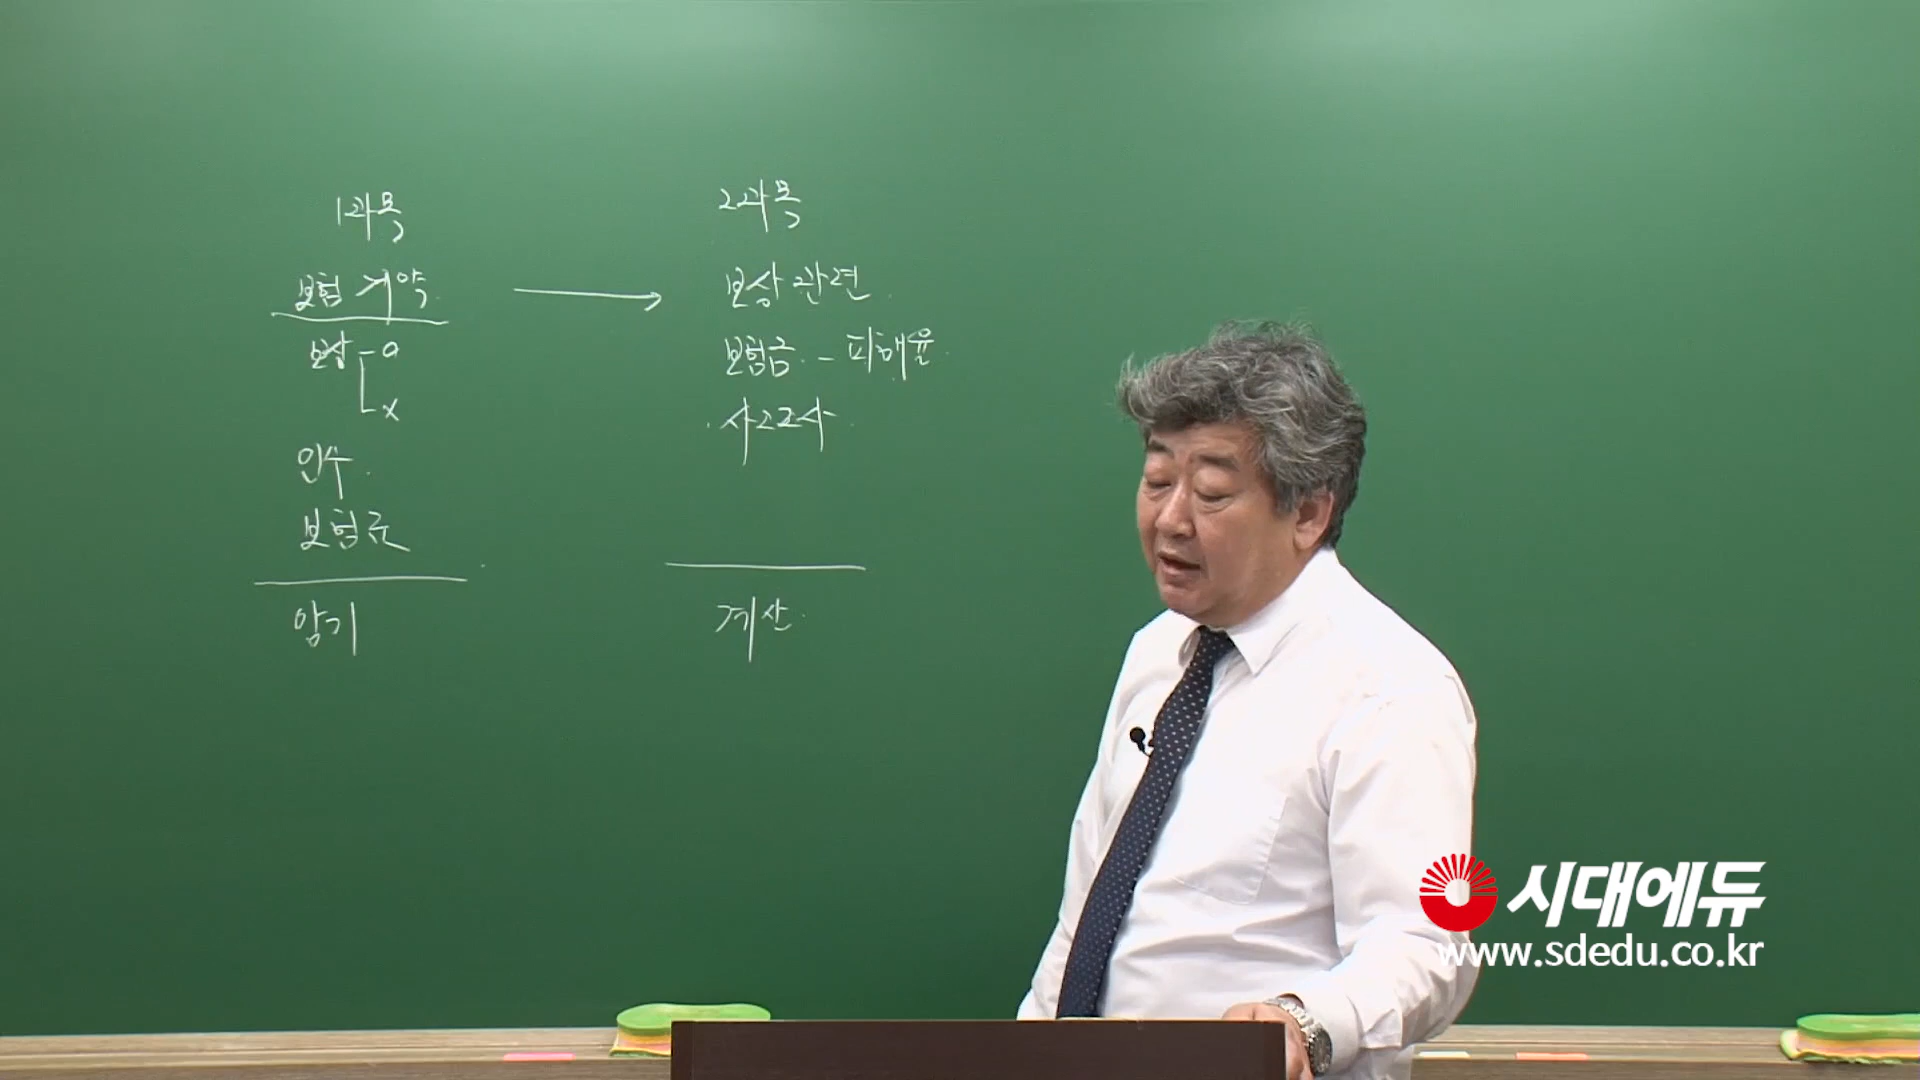 1과목
보험 계약
보상 - o
x
인수
보험료
암기
2과목
보상 관련
보험금 - 피해율
사고조사
계산
시대에듀
www.sdedu.co.kr